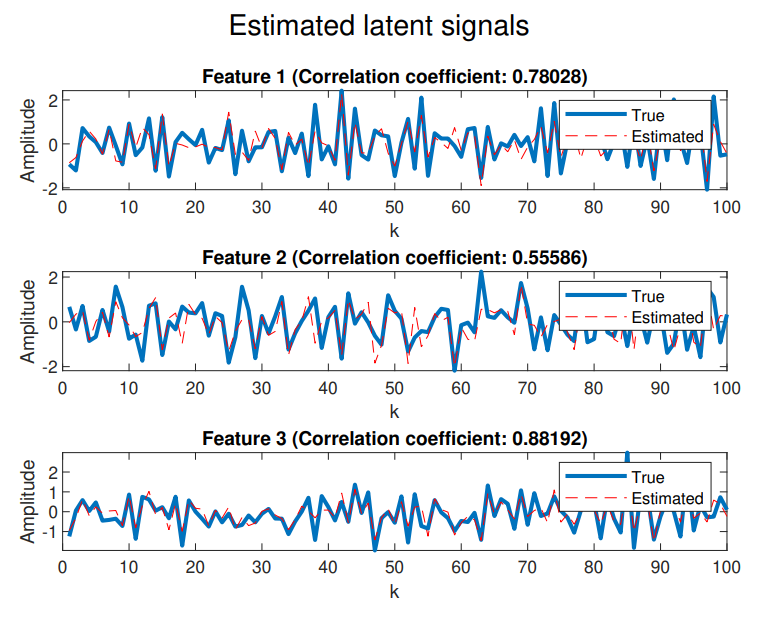 Estimated latent signals
Feature 1 (Correlation coefficient: 0.78028)
Amplitude
2
0
-2
True
Estimated
0 10 20 30 40 50 60 70 80 90 100
k
Feature 2 (Correlation coefficient: 0.55586)
Amplitude
2
0
-2
True
Estimated
0 10 20 30 40 50 60 70 80 90 100
k
Feature 3 (Correlation coefficient: 0.88192)
Amplitude
2
1
0
-1
True
Estimated
0 10 20 30 40 50 60 70 80 90 100
k